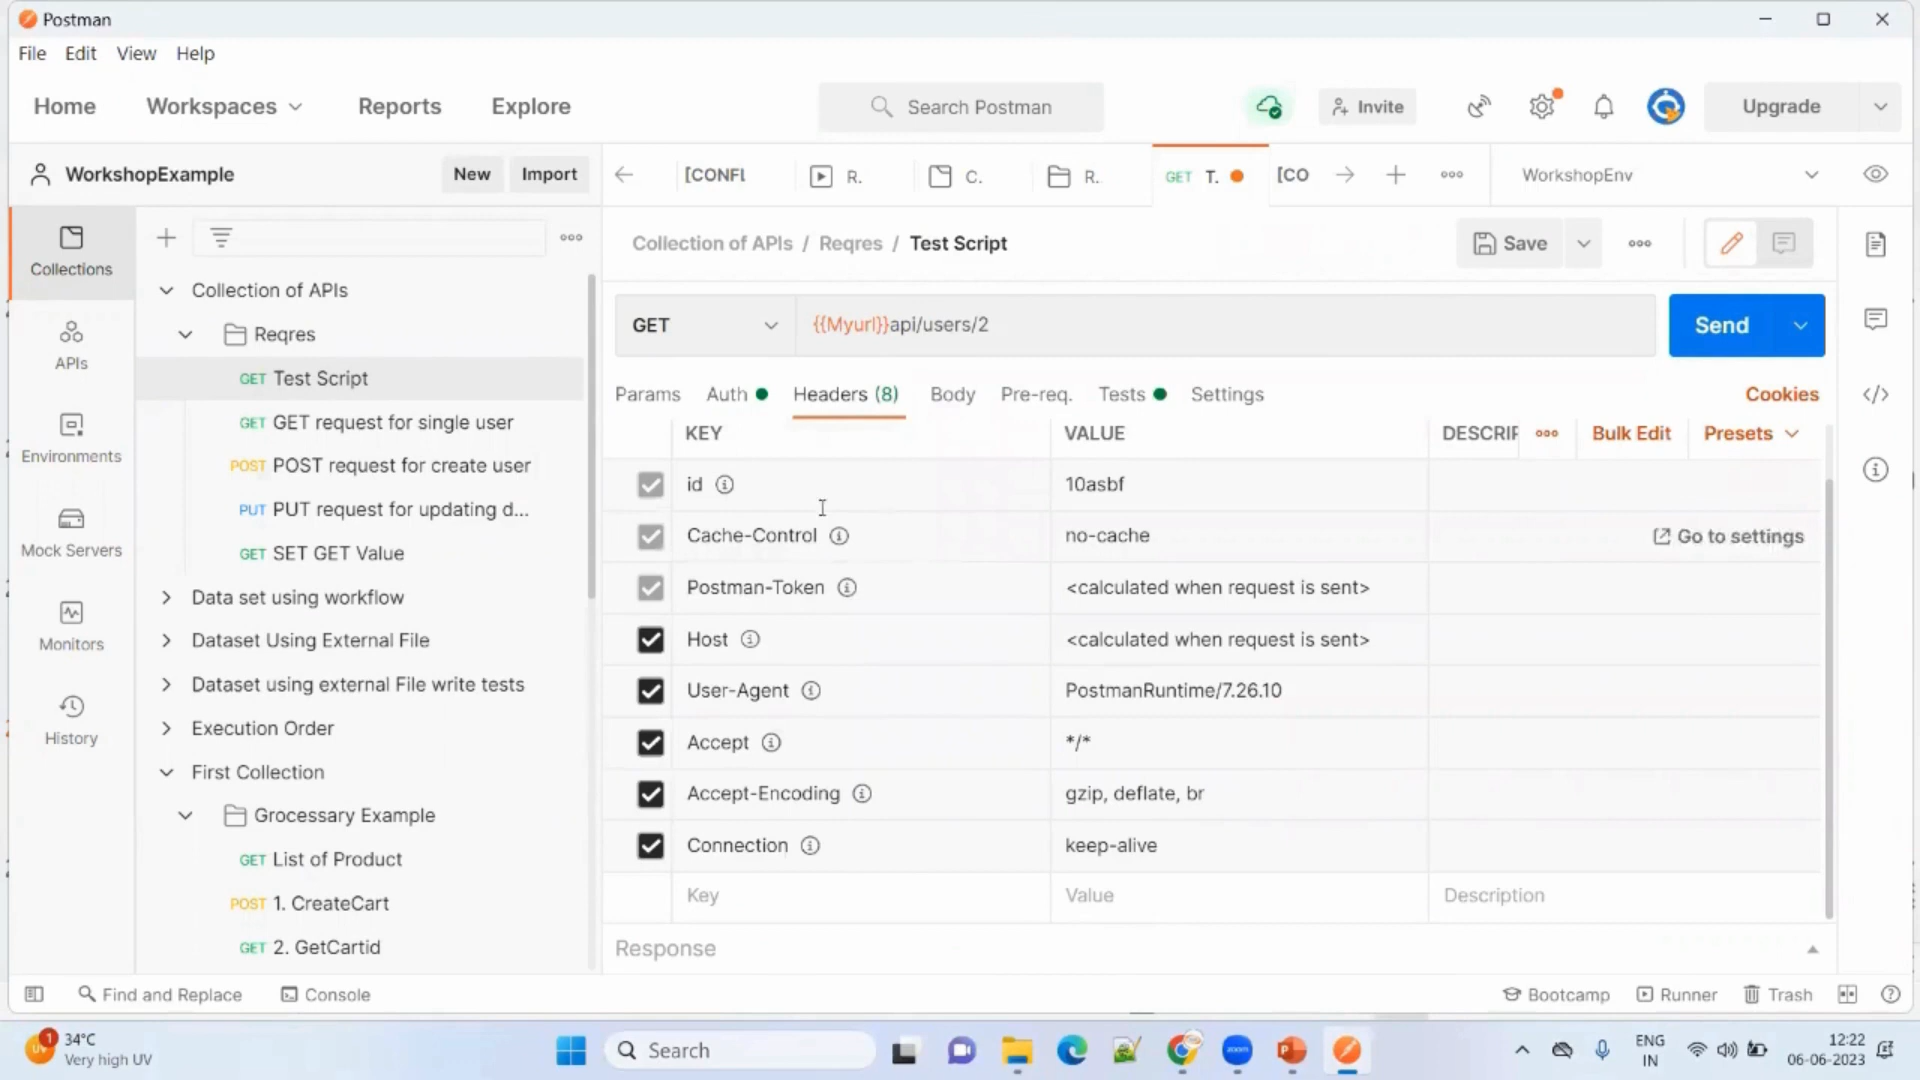 Postman
File Edit View Help
Home Workspaces Reports Explore Search Postman Invite Upgrade
WorkshopExample New Import [CONFL R. C. R. GET T. [CO WorkshopEnv
Collections
APIs
Environments
Mock Servers
Monitors
History
Collection of APIs
Reqres
GET Test Script
GET GET request for single user
POST POST request for create user
PUT PUT request for updating d...
GET SET GET Value
Data set using workflow
Dataset Using External File
Dataset using external File write tests
Execution Order
First Collection
Grocessary Example
GET List of Product
POST 1. CreateCart
GET 2. GetCartid
Collection of APIs / Reqres / Test Script Save
GET {{Myurl}}api/users/2 Send
Params Auth Headers (8) Body Pre-req. Tests Settings Cookies
KEY VALUE DESCRIP Bulk Edit Presets
id 10asbf
Cache-Control no-cache Go to settings
Postman-Token <calculated when request is sent>
Host <calculated when request is sent>
User-Agent PostmanRuntime/7.26.10
Accept */*
Accept-Encoding gzip, deflate, br
Connection keep-alive
Key Value Description
Response
Find and Replace Console Bootcamp Runner Trash
1 UV 34°C
Very high UV
Search
zoom
ENG
IN
12:22
06-06-2023